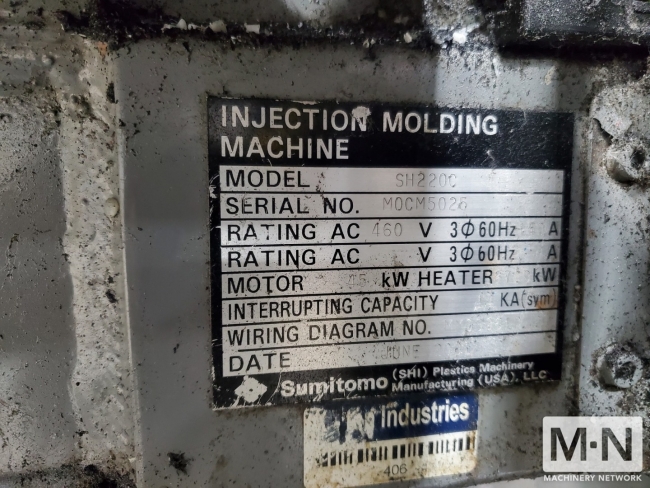 INJECTION MOLDING
MACHINE
MODEL SH220C
SERIAL NO. M0CM5026
RATING AC 460 V 3φ60Hz A
RATING AC V 3φ60Hz A
MOTOR kW HEATER kW
INTERRUPTING CAPACITY KA(sym)
WIRING DIAGRAM NO.
DATE JUNE
Sumitomo (SHI) Plastics Machinery
Manufacturing (USA), LLC
Industries
406
M·N
MACHINERY NETWORK